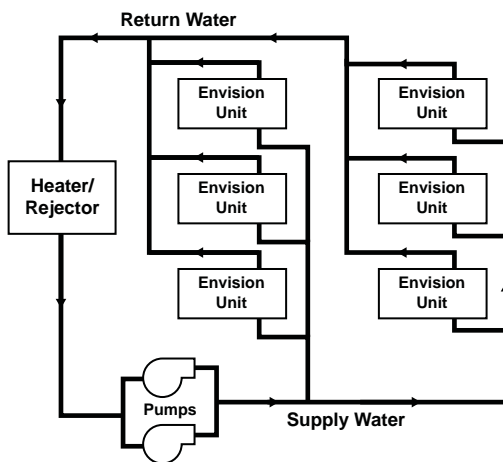 Return Water
Envision
Unit
Envision
Unit
Heater/
Rejector
Envision
Unit
Envision
Unit
Envision
Unit
Envision
Unit
Pumps
Supply Water